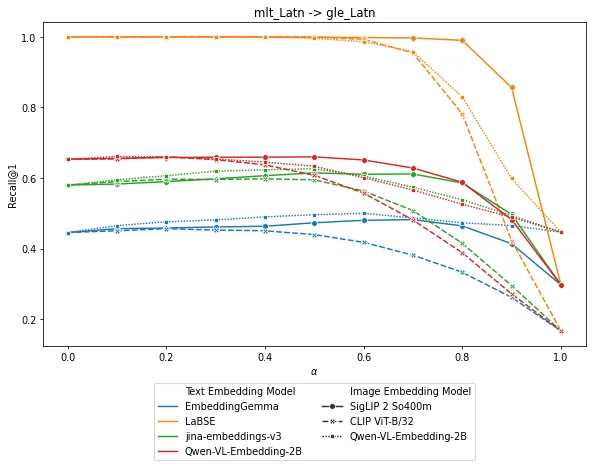 mlt_Latn -> gle_Latn
Recall@1
1.0
0.8
0.6
0.4
0.2
0.0 0.2 0.4 0.6 0.8 1.0
α
Text Embedding Model
EmbeddingGemma
LaBSE
jina-embeddings-v3
Qwen-VL-Embedding-2B
Image Embedding Model
SigLIP 2 So400m
CLIP ViT-B/32
Qwen-VL-Embedding-2B